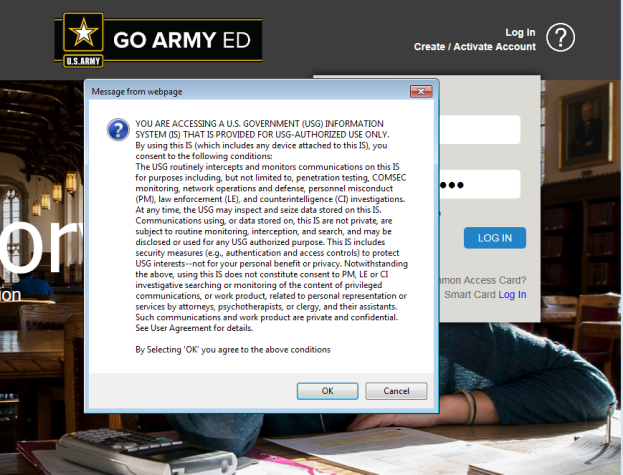 U.S.ARMY
GO ARMY ED
Log In
Create / Activate Account
?
Message from webpage
YOU ARE ACCESSING A U.S. GOVERNMENT (USG) INFORMATION
SYSTEM (IS) THAT IS PROVIDED FOR USG-AUTHORIZED USE ONLY.
By using this IS (which includes any device attached to this IS), you
consent to the following conditions:
The USG routinely intercepts and monitors communications on this IS
for purposes including, but not limited to, penetration testing, COMSEC
monitoring, network operations and defense, personnel misconduct
(PM), law enforcement (LE), and counterintelligence (CI) investigations.
At any time, the USG may inspect and seize data stored on this IS.
Communications using, or data stored on, this IS are not private, are
subject to routine monitoring, interception, and search, and may be
disclosed or used for any USG authorized purpose. This IS includes
security measures (e.g., authentication and access controls) to protect
USG interests--not for your personal benefit or privacy. Notwithstanding
the above, using this IS does not constitute consent to PM, LE or CI
investigative searching or monitoring of the content of privileged
communications, or work product, related to personal representation or
services by attorneys, psychotherapists, or clergy, and their assistants.
Such communications and work product are private and confidential.
See User Agreement for details.
By Selecting 'OK' you agree to the above conditions
OK
Cancel
LOG IN
mon Access Card?
Smart Card Log In
or
ion